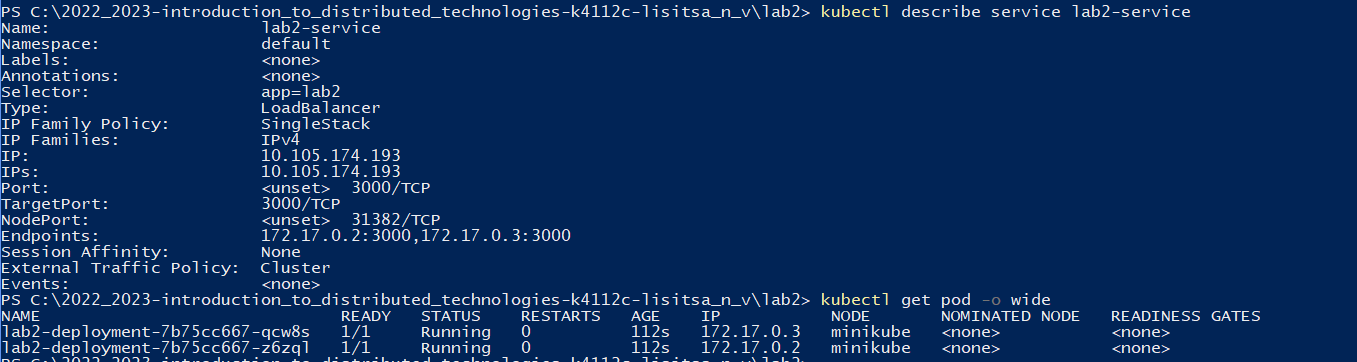 PS C:\2022_2023-introduction_to_distributed_technologies-k4112c-lisitsa_n_v\lab2> kubectl describe service lab2-service
Name:                     lab2-service
Namespace:                default
Labels:                   <none>
Annotations:              <none>
Selector:                 app=lab2
Type:                     LoadBalancer
IP Family Policy:         SingleStack
IP Families:              IPv4
IP:                       10.105.174.193
IPs:                      10.105.174.193
Port:                     <unset>  3000/TCP
TargetPort:               3000/TCP
NodePort:                 <unset>  31382/TCP
Endpoints:                172.17.0.2:3000,172.17.0.3:3000
Session Affinity:         None
External Traffic Policy:  Cluster
Events:                   <none>
PS C:\2022_2023-introduction_to_distributed_technologies-k4112c-lisitsa_n_v\lab2> kubectl get pod -o wide
NAME                              READY   STATUS    RESTARTS   AGE    IP           NODE       NOMINATED NODE   READINESS GATES
lab2-deployment-7b75cc667-qcw8s   1/1     Running   0          112s   172.17.0.3   minikube   <none>           <none>
lab2-deployment-7b75cc667-z6zql   1/1     Running   0          112s   172.17.0.2   minikube   <none>           <none>
PS C:\2022_2023-introduction_to_distributed_technologies-k4112c-lisitsa_n_v\lab2>